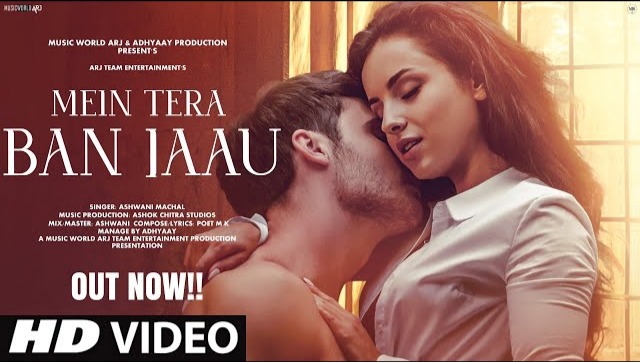 MUSICWORLD ARJ
MUSIC WORLD ARJ & ADHYAAY PRODUCTION
PRESENT'S
ARJ TEAM ENTERTAINMENT'S
MEIN TERA
BAN JAAU
SINGER: ASHWANI MACHAL
MUSIC PRODUCTION: ASHOK CHITRA STUDIOS
MIX/MASTER: ASHWANI COMPOSE-LYRICS: POET M K
MANAGE BY ADHYAAY
A MUSIC WORLD ARJ TEAM ENTERTAINMENT PRODUCTION
PRESENTATION
OUT NOW!!
HD VIDEO